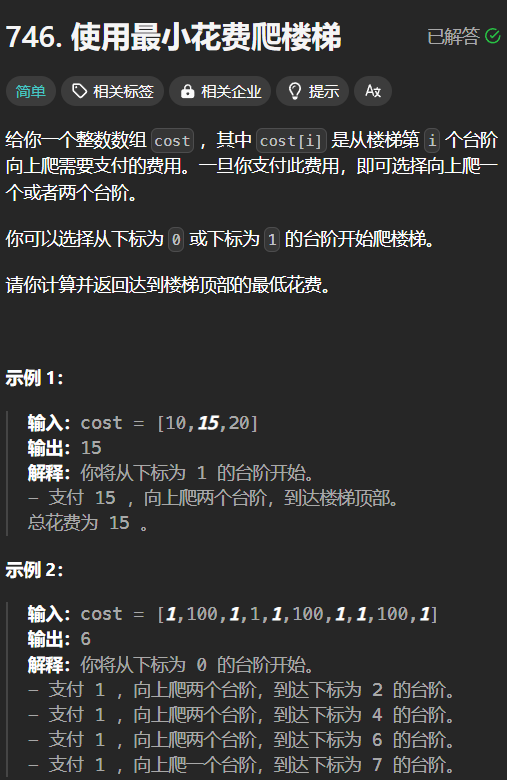 746. 使用最小花费爬楼梯
已解答
简单 相关标签 相关企业 提示
给你一个整数数组 cost ，其中 cost[i] 是从楼梯第 i 个台阶
向上爬需要支付的费用。一旦你支付此费用，即可选择向上爬一
个或者两个台阶。
你可以选择从下标为 0 或下标为 1 的台阶开始爬楼梯。
请你计算并返回达到楼梯顶部的最低花费。
示例 1：
输入：cost = [10,15,20]
输出：15
解释：你将从下标为 1 的台阶开始。
- 支付 15 ，向上爬两个台阶，到达楼梯顶部。
总花费为 15 。
示例 2：
输入：cost = [1,100,1,1,1,100,1,1,100,1]
输出：6
解释：你将从下标为 0 的台阶开始。
- 支付 1 ，向上爬两个台阶，到达下标为 2 的台阶。
- 支付 1 ，向上爬两个台阶，到达下标为 4 的台阶。
- 支付 1 ，向上爬两个台阶，到达下标为 6 的台阶。
- 支付 1 ，向上爬一个台阶，到达下标为 7 的台阶。